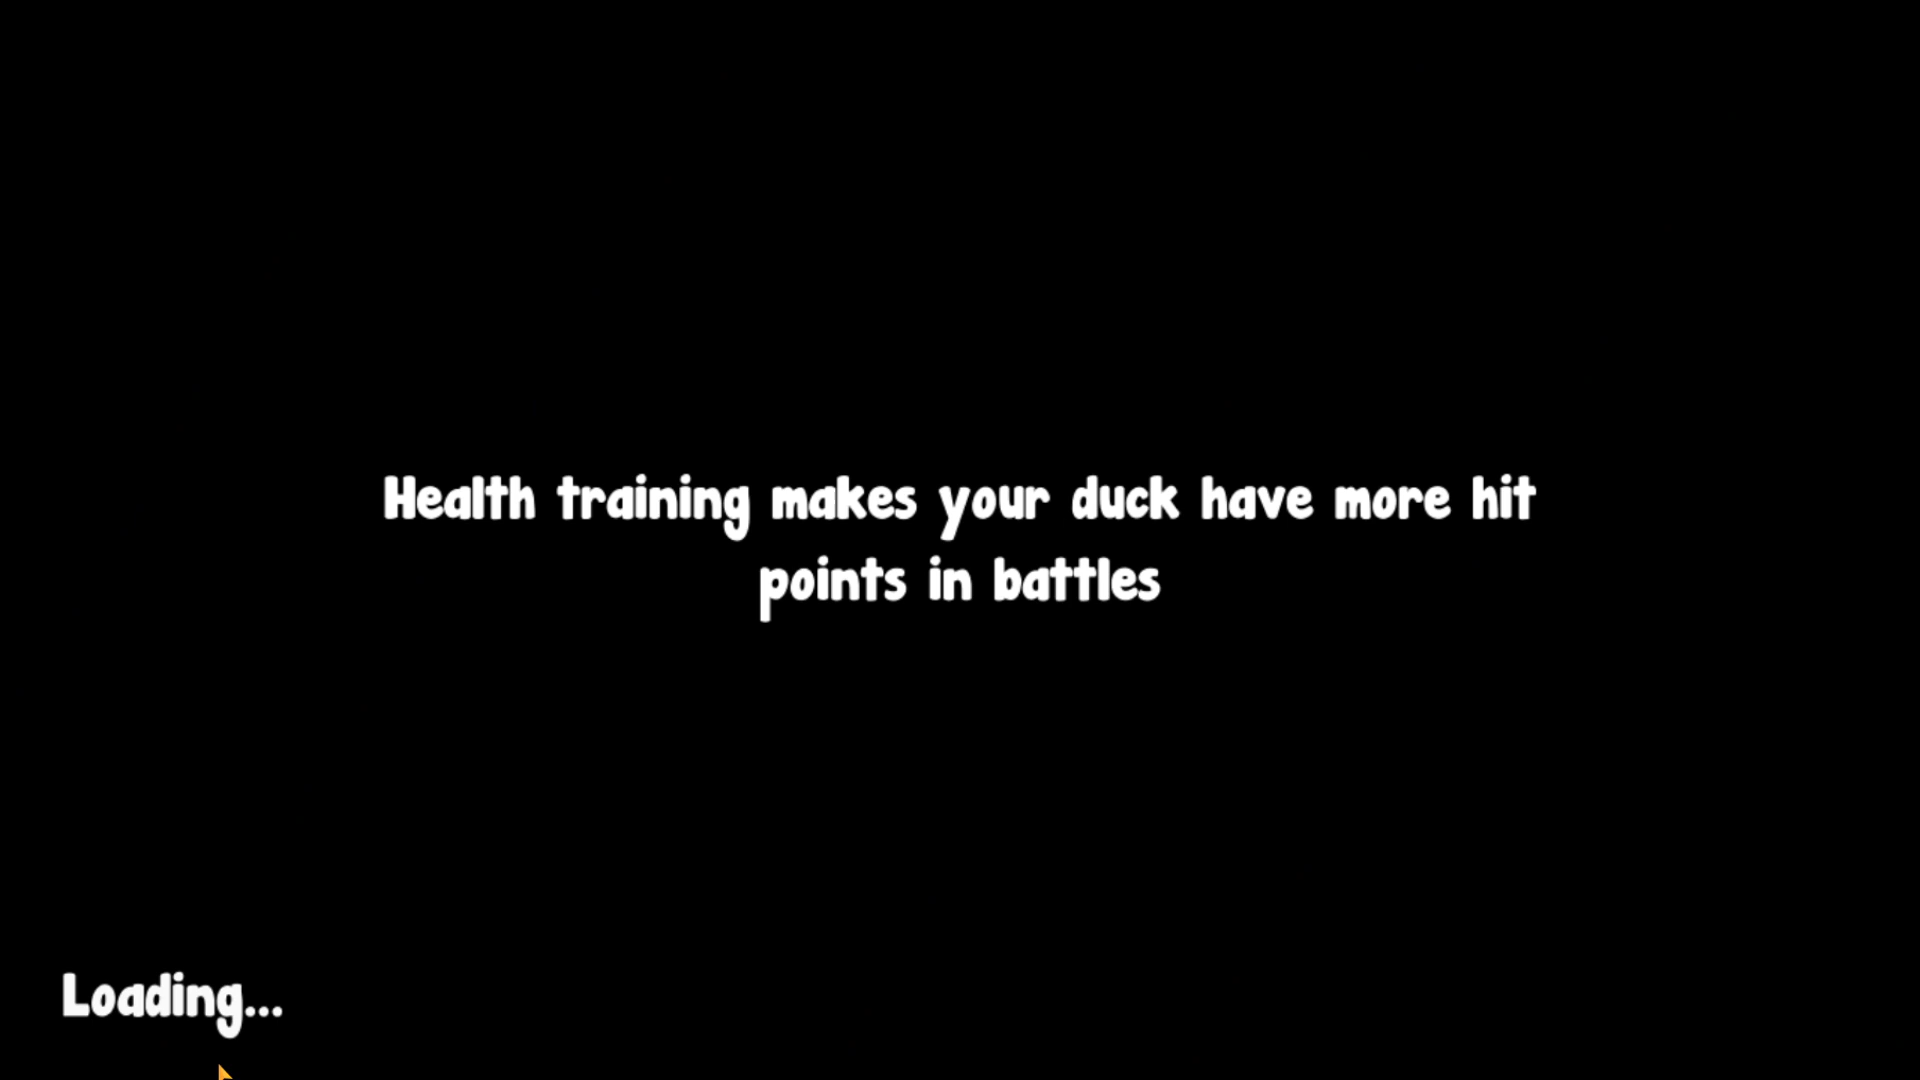 Health training makes your duck have more hit
points in battles
Loading...